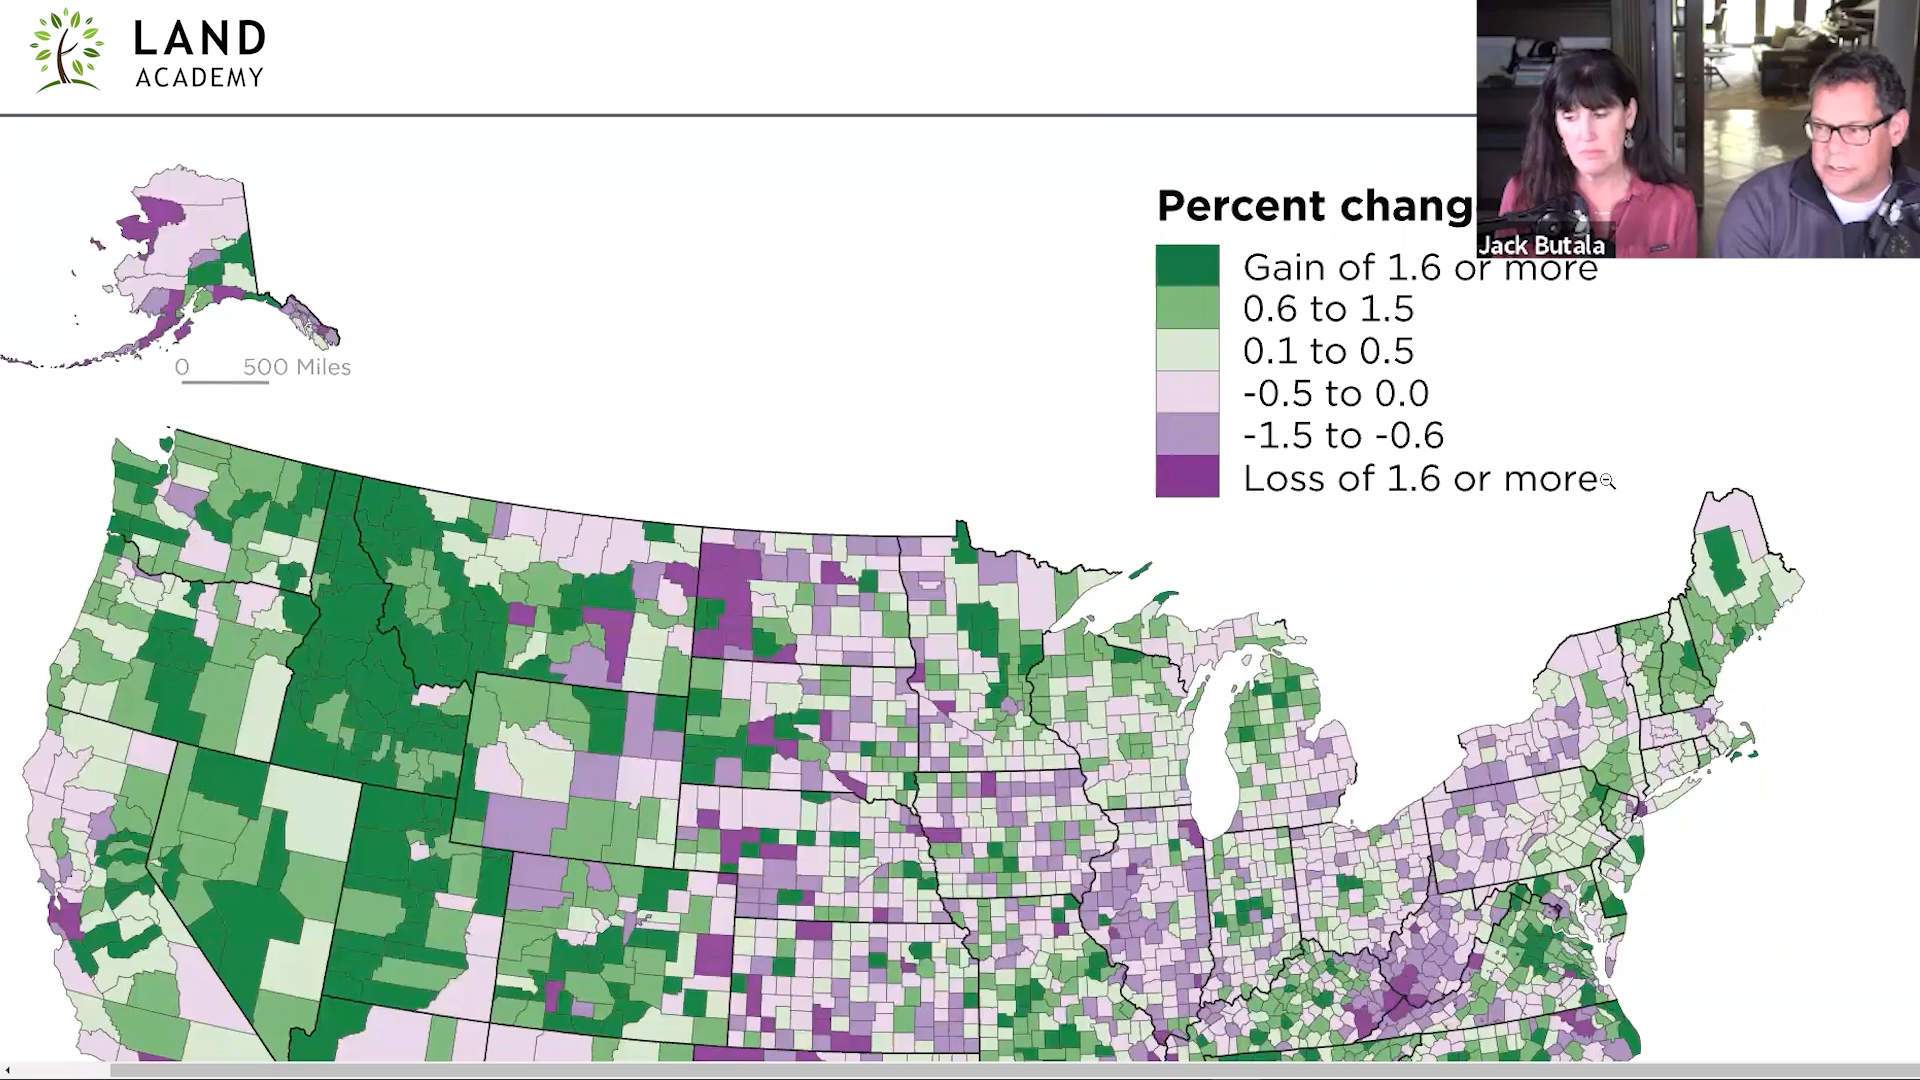 LAND
ACADEMY
Percent chang
Jack Butala
Gain of 1.6 or more
0.6 to 1.5
0.1 to 0.5
-0.5 to 0.0
-1.5 to -0.6
Loss of 1.6 or more
0 500 Miles